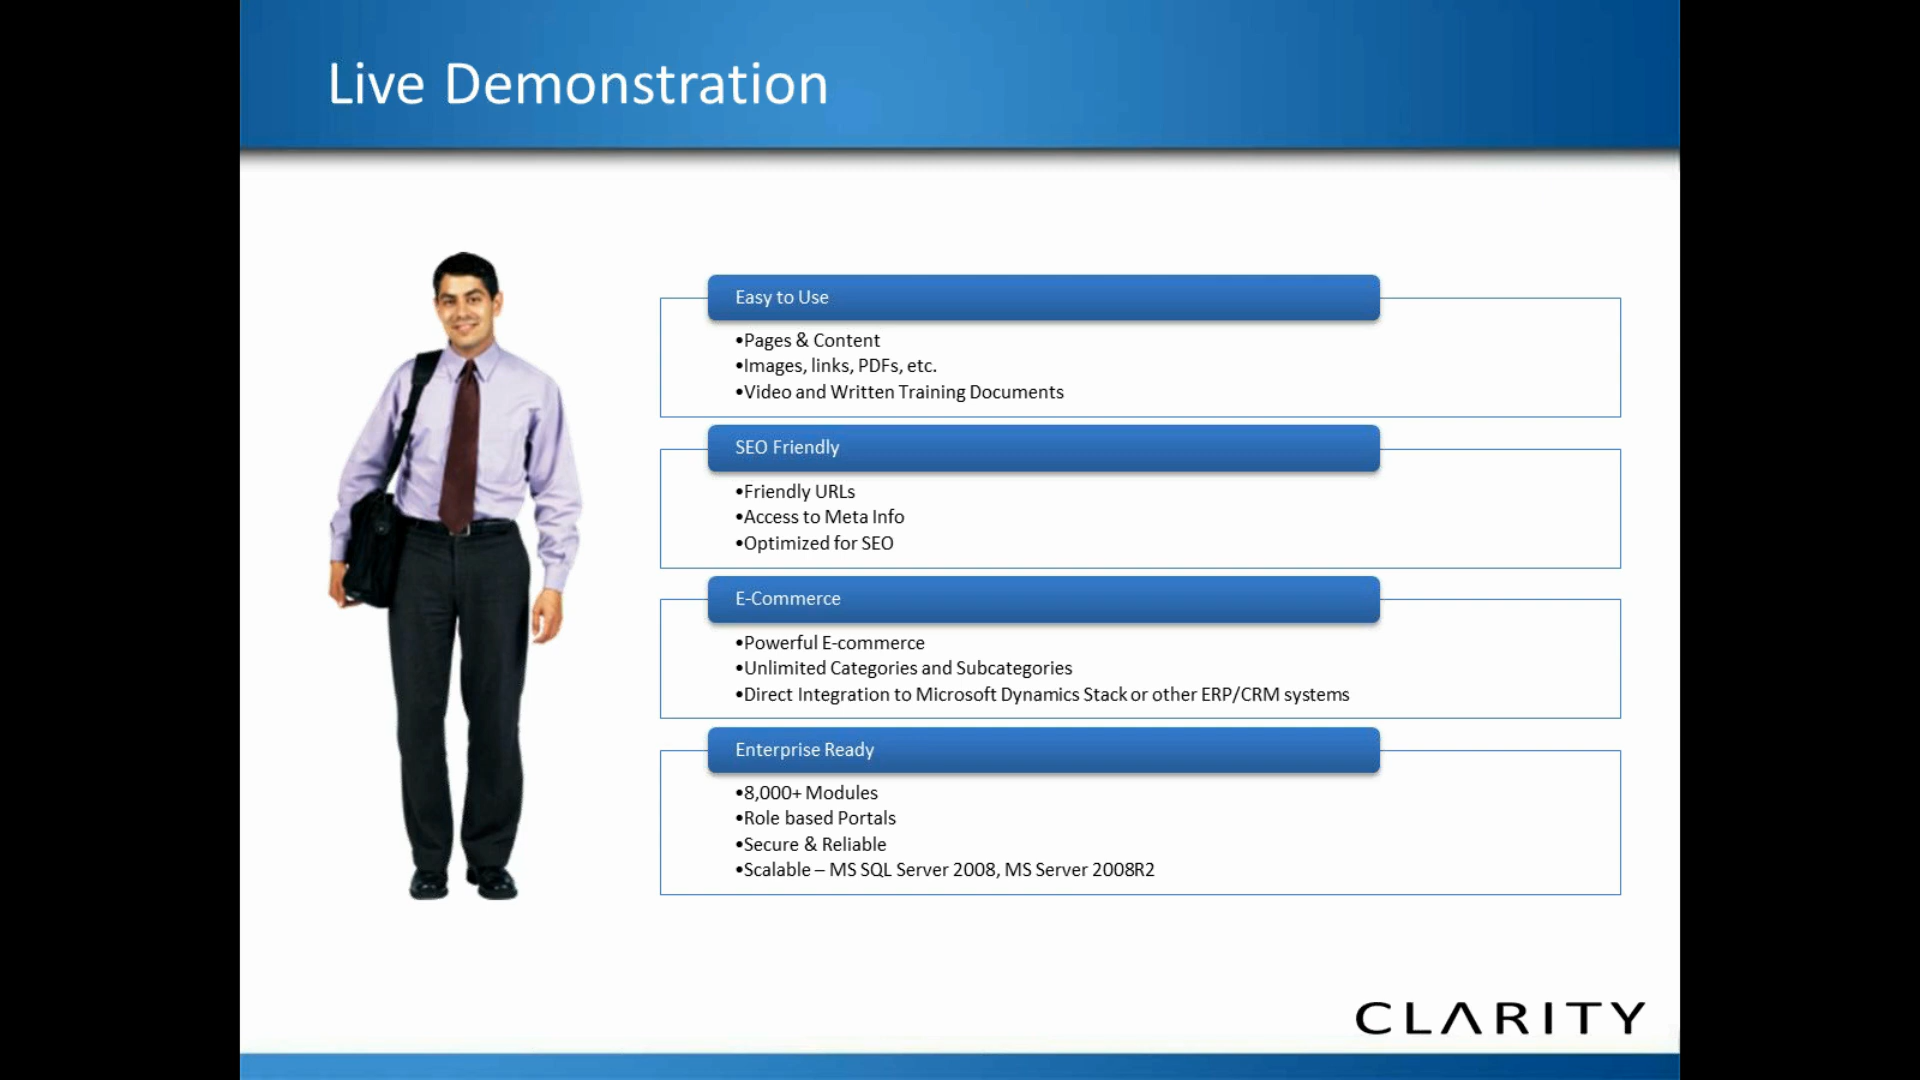 Live Demonstration
Easy to Use
•Pages & Content
•Images, links, PDFs, etc.
•Video and Written Training Documents
SEO Friendly
•Friendly URLs
•Access to Meta Info
•Optimized for SEO
E-Commerce
•Powerful E-commerce
•Unlimited Categories and Subcategories
•Direct Integration to Microsoft Dynamics Stack or other ERP/CRM systems
Enterprise Ready
•8,000+ Modules
•Role based Portals
•Secure & Reliable
•Scalable – MS SQL Server 2008, MS Server 2008R2
CLARITY